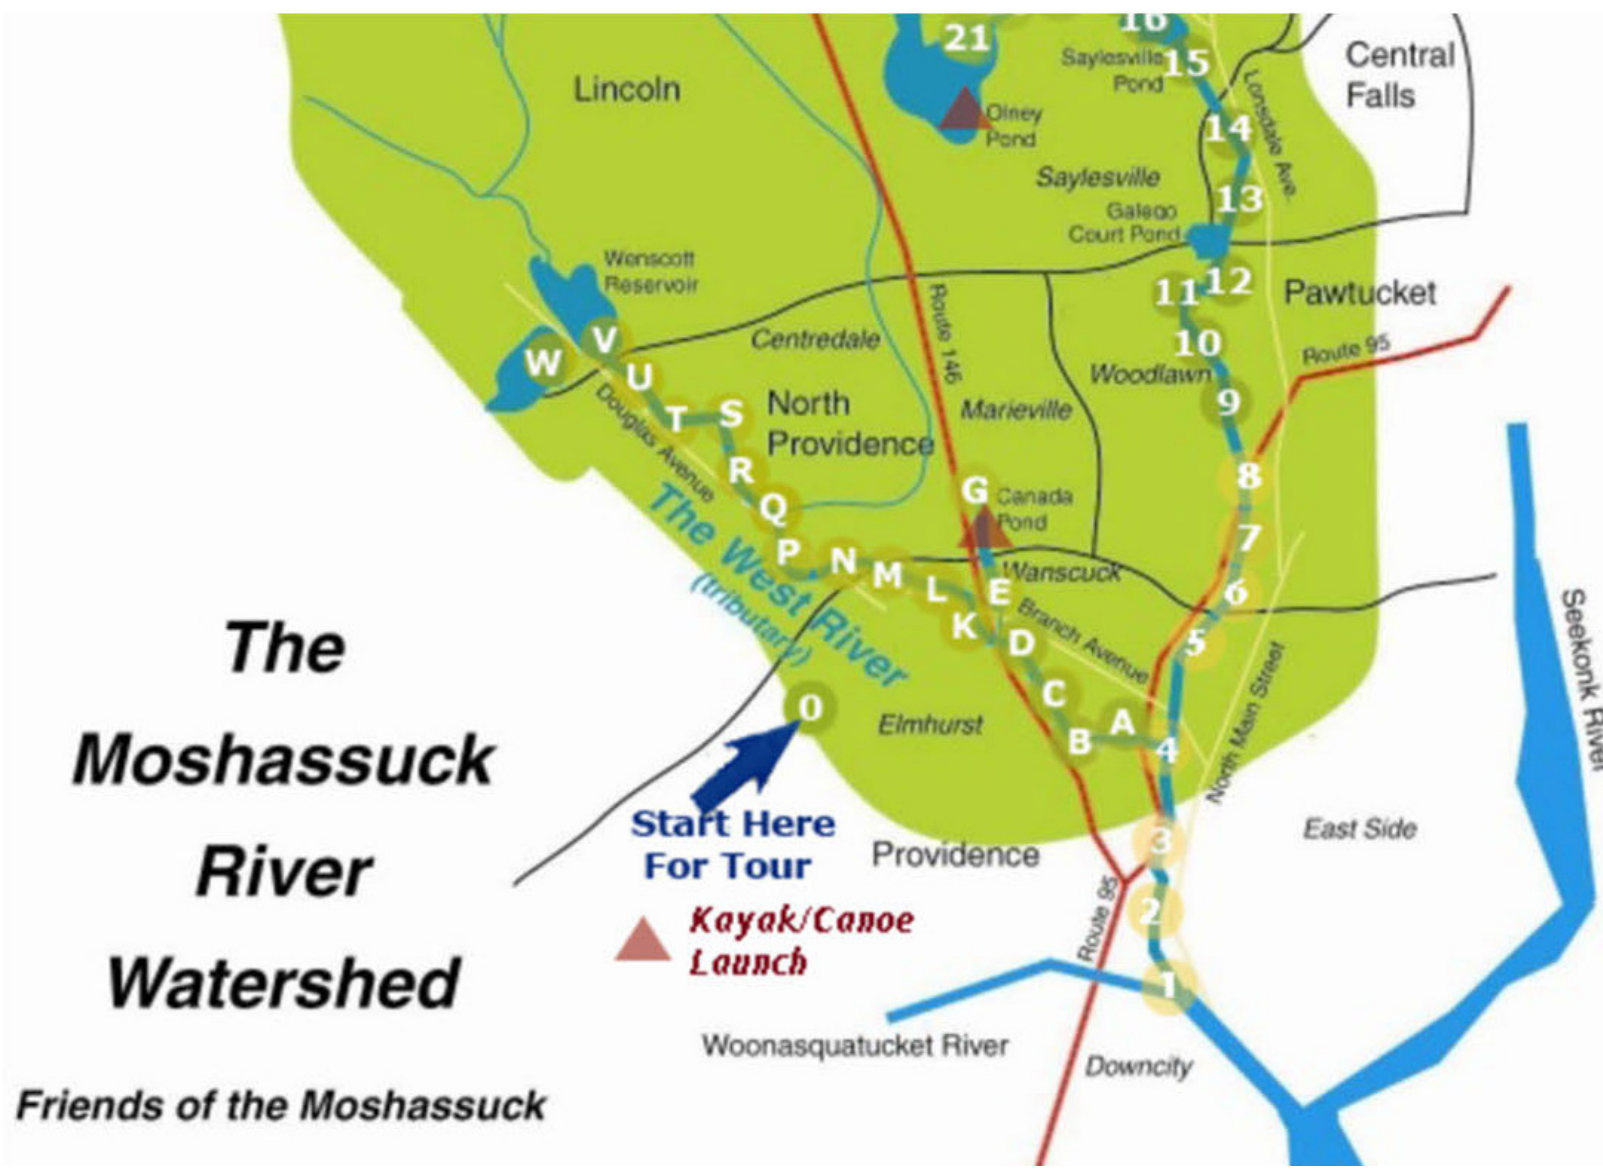 16
21
Saylesville
Pond
15
Central
Falls
Lincoln
Olney
Pond
14
Lonsdale Ave.
Saylesville
13
Galego
Court Pond
Wenscott
Reservoir
12
11
Pawtucket
Route 146
Centredale
V
W
10
Route 95
U
Woodlawn
Douglas Avenue
T
S
North
Providence
Marieville
9
R
Q
8
G
Canada
Pond
The West River
(tributary)
P
N
M
L
K
E
Wanscuck
7
6
Branch Avenue
D
5
Seekonk River
The
Moshassuck
River
Watershed
C
0
Elmhurst
B
A
4
North Main Street
Start Here
For Tour
Providence
3
East Side
Kayak/Canoe
Launch
Route 95
2
1
Woonasquatucket River
Downcity
Friends of the Moshassuck